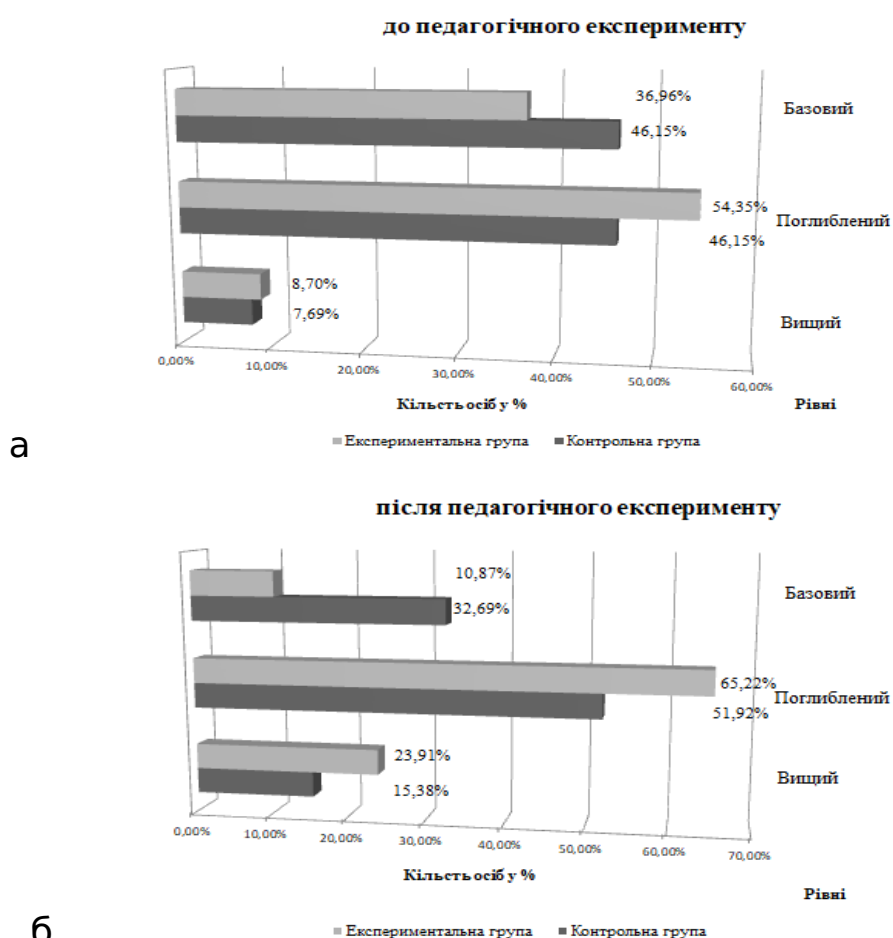 до педагогічного експерименту
36,96%
Базовий
46,15%
54,35%
Поглиблений
46,15%
8,70%
7,69%
Вищий
0,00%
10,00%
20,00%
30,00%
40,00%
50,00%
60,00%
Кільсть осіб у %
Рівні
Експериментальна група
Контрольна група
а
після педагогічного експерименту
10,87%
Базовий
32,69%
65,22%
Поглиблений
51,92%
23,91%
Вищий
15,38%
0,00%
10,00%
20,00%
30,00%
40,00%
50,00%
60,00%
70,00%
Кільсть осіб у %
Рівні
Експериментальна група
Контрольна група
б